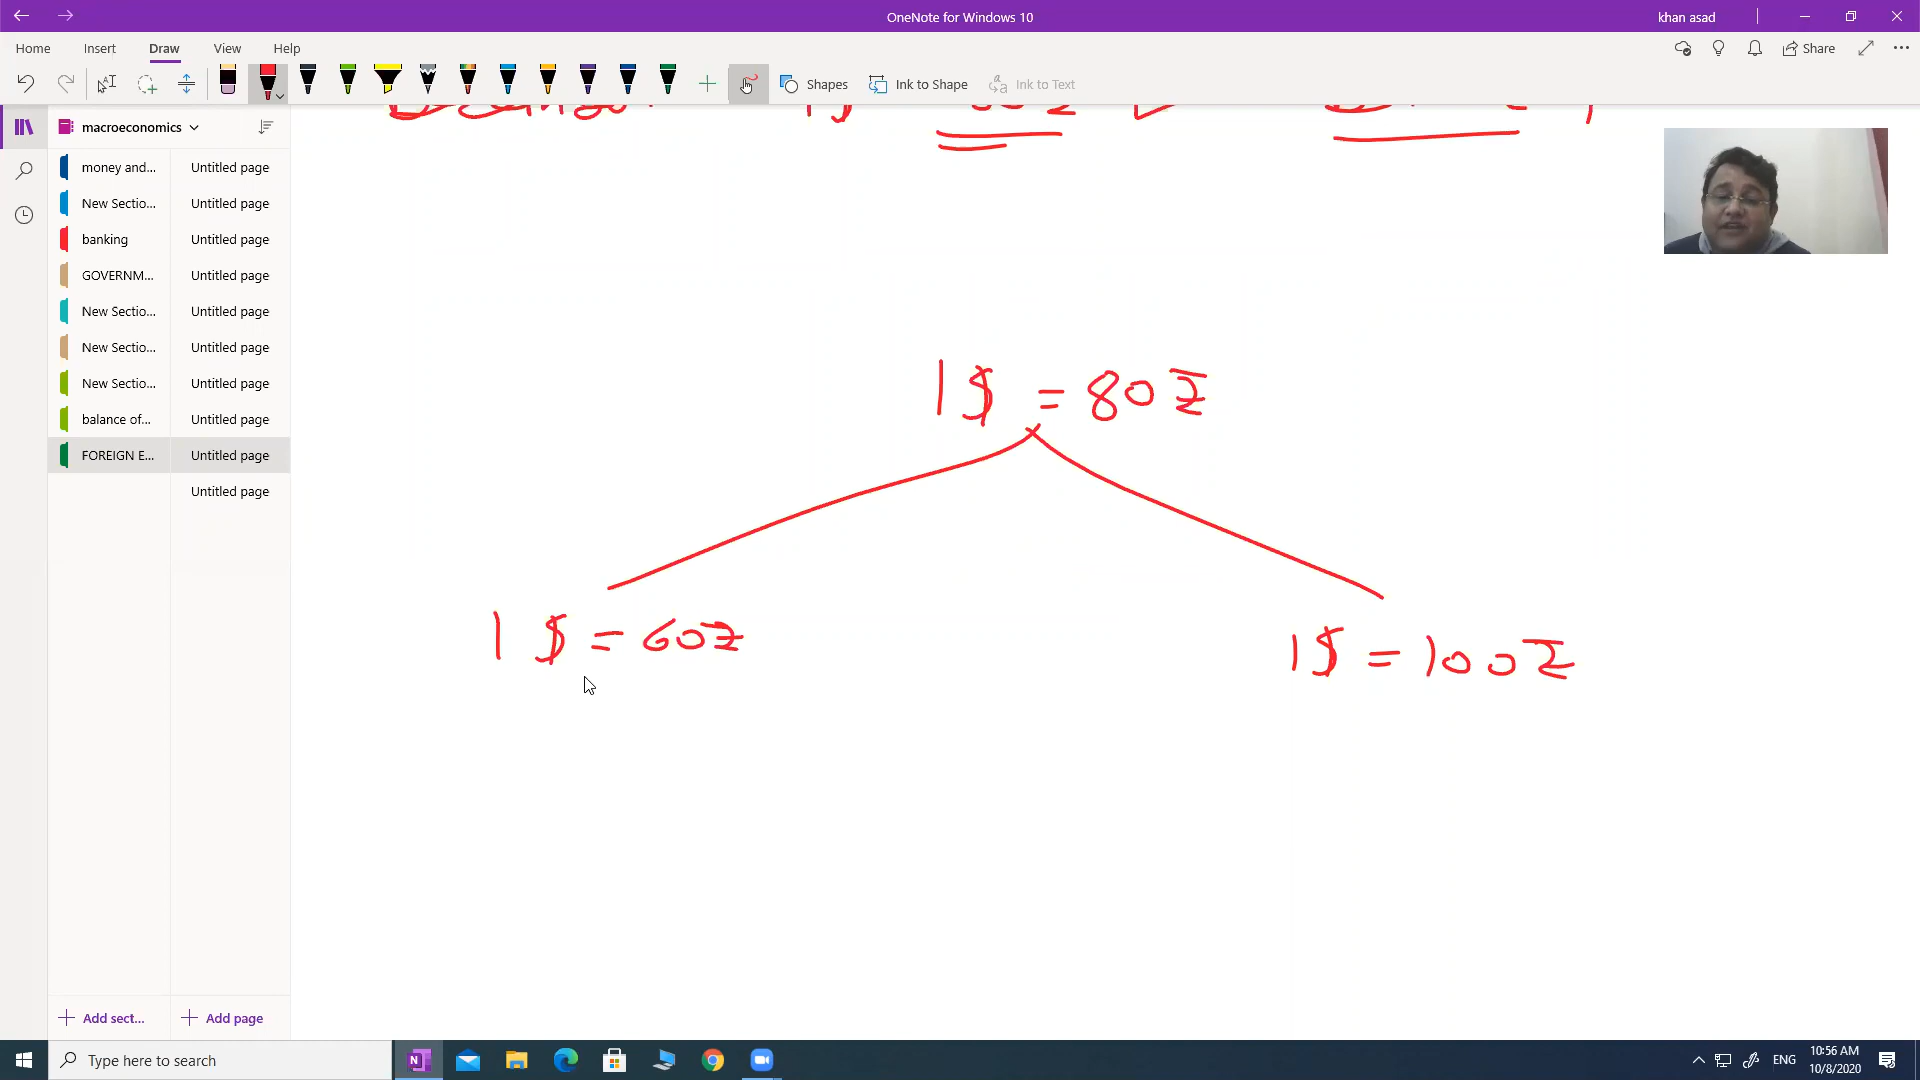 OneNote for Windows 10
khan asad
Home Insert Draw View Help
Share
Shapes Ink to Shape Ink to Text
macroeconomics
money and... Untitled page
New Sectio... Untitled page
banking Untitled page
GOVERNM... Untitled page
New Sectio... Untitled page
New Sectio... Untitled page
New Sectio... Untitled page
balance of... Untitled page
FOREIGN E... Untitled page
Untitled page
1$ = 80₹
1$ = 60₹
1$ = 100₹
Add sect... Add page
Type here to search
ENG
10:56 AM
10/8/2020